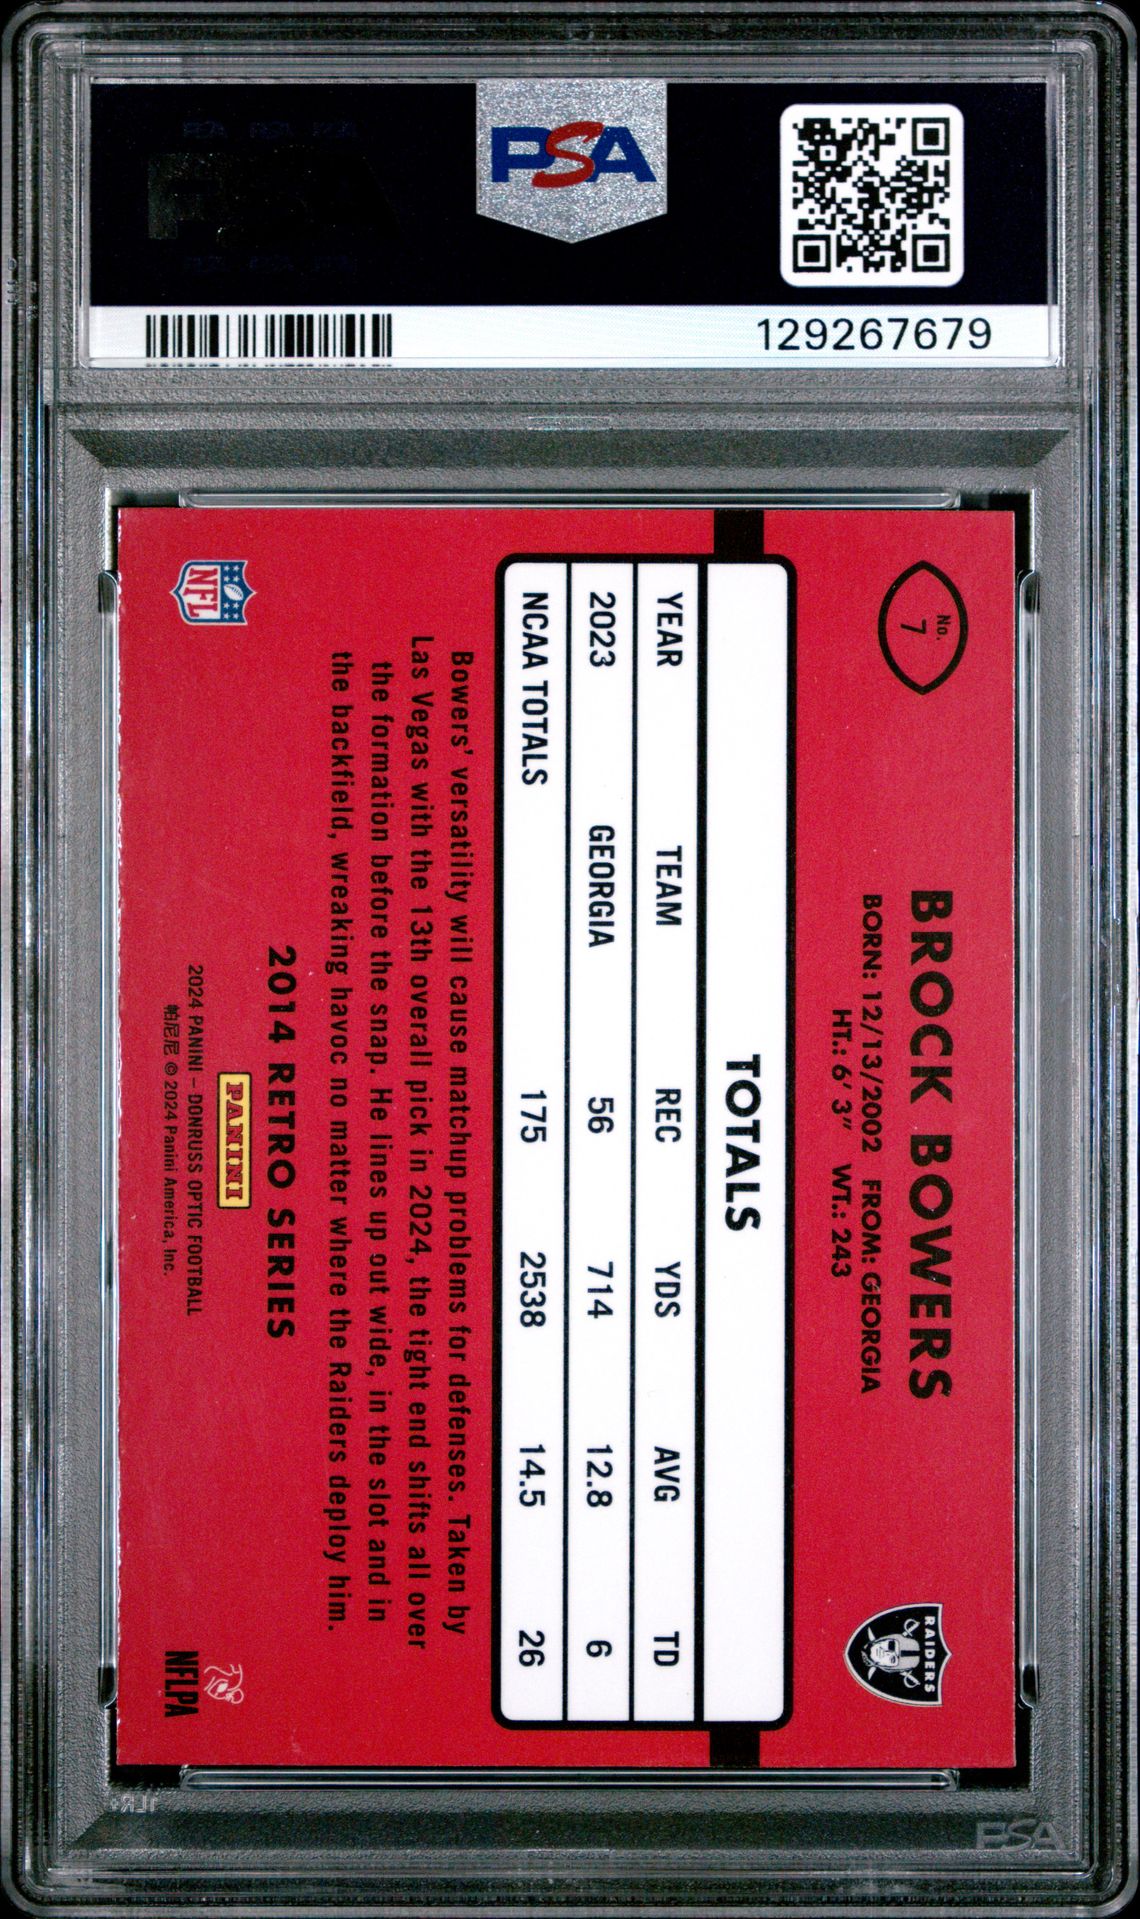 PSA
129267679
No.
7
BROCK BOWERS
BORN: 12/13/2002 FROM: GEORGIA
HT.: 6' 3" WT.: 243
RAIDERS
TOTALS
YEAR TEAM REC YDS AVG TD
2023 GEORGIA 56 714 12.8 6
NCAA TOTALS 175 2538 14.5 26
Bowers' versatility will cause matchup problems for defenses. Taken by
Las Vegas with the 13th overall pick in 2024, the tight end shifts all over
the formation before the snap. He lines up out wide, in the slot and in
the backfield, wreaking havoc no matter where the Raiders deploy him.
2014 RETRO SERIES
PANINI
2024 PANINI – DONRUSS OPTIC FOOTBALL
帕尼尼 © 2024 Panini America, Inc.
NFL
NFLPA
PSA